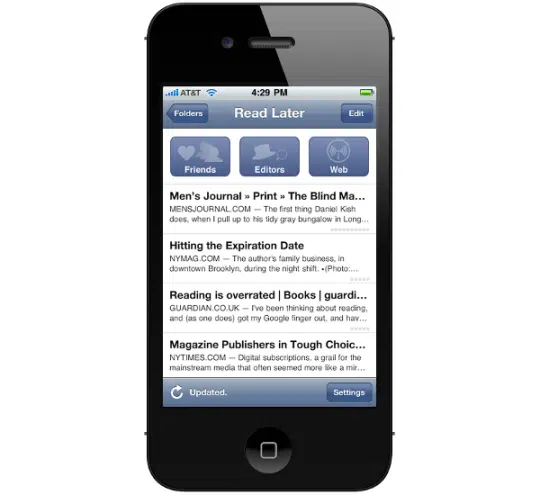 AT&T 4:29 PM
Folders Read Later Edit
Friends Editors Web
Men's Journal » Print » The Blind Ma...
MENSJOURNAL.COM — The first thing Daniel Kish
does, when I pull up to his tidy gray bungalow in Long...
Hitting the Expiration Date
NYMAG.COM — The author's family business, in
downtown Brooklyn, during the night shift. •(Photo:...
Reading is overrated | Books | guardi...
GUARDIAN.CO.UK — I've been thinking about reading,
and (as one does) got my Google finger out, and hav...
Magazine Publishers in Tough Choic...
NYTIMES.COM — Digital subscriptions, a grail for the
mainstream media that often seemed more like a mir...
Updated. Settings